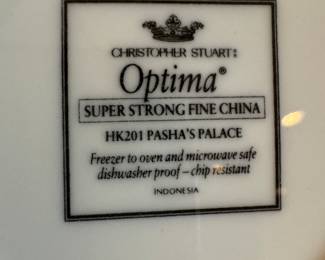 CHRISTOPHER STUART
Optima®
SUPER STRONG FINE CHINA
HK201 PASHA'S PALACE
Freezer to oven and microwave safe
dishwasher proof – chip resistant
INDONESIA